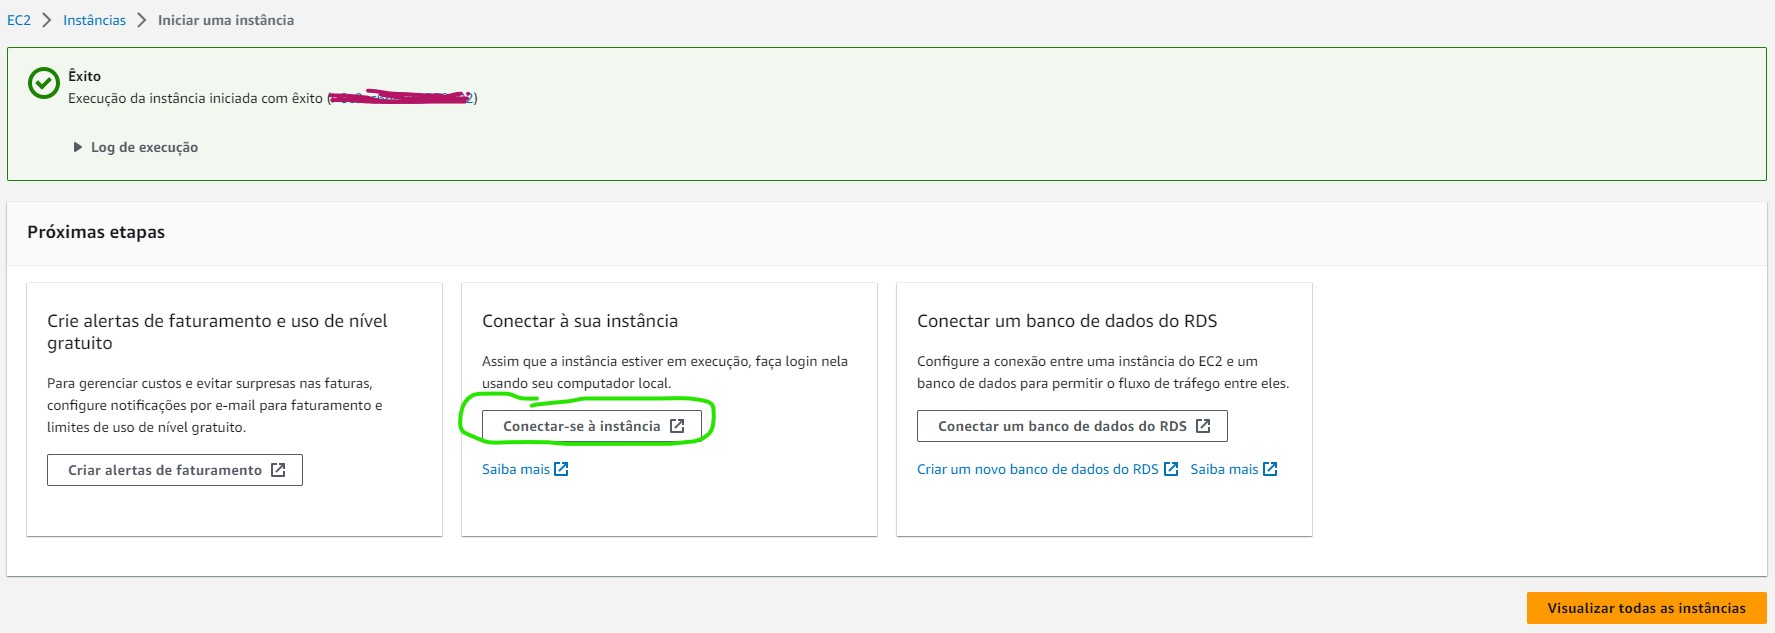 EC2 > Instâncias > Iniciar uma instância
Êxito
Execução da instância iniciada com êxito ( )
Log de execução
Próximas etapas
Crie alertas de faturamento e uso de nível
gratuito
Para gerenciar custos e evitar surpresas nas faturas,
configure notificações por e-mail para faturamento e
limites de uso de nível gratuito.
Criar alertas de faturamento
Conectar à sua instância
Assim que a instância estiver em execução, faça login nela
usando seu computador local.
Conectar-se à instância
Saiba mais
Conectar um banco de dados do RDS
Configure a conexão entre uma instância do EC2 e um
banco de dados para permitir o fluxo de tráfego entre eles.
Conectar um banco de dados do RDS
Criar um novo banco de dados do RDS Saiba mais
Visualizar todas as instâncias